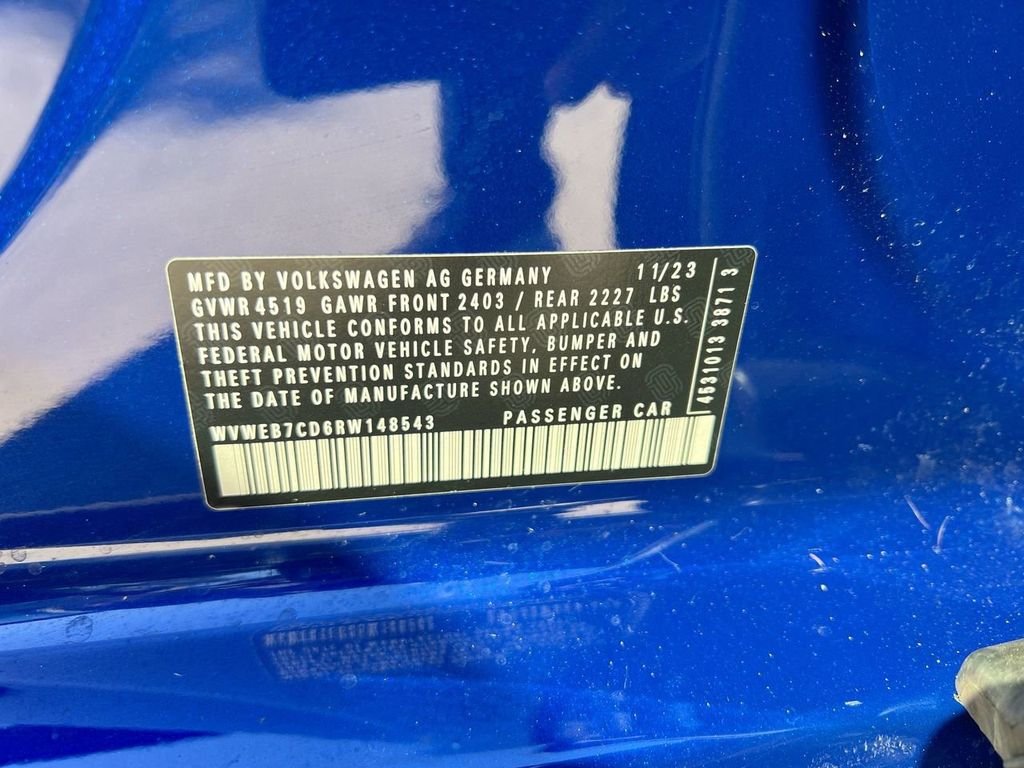 MFD BY VOLKSWAGEN AG GERMANY 11/23
GVWR 4519 GAWR FRONT 2403 / REAR 2227 LBS
THIS VEHICLE CONFORMS TO ALL APPLICABLE U.S.
FEDERAL MOTOR VEHICLE SAFETY, BUMPER AND
THEFT PREVENTION STANDARDS IN EFFECT ON
THE DATE OF MANUFACTURE SHOWN ABOVE.
WVWEB7CD6RW148543 PASSENGER CAR
4631013 3871 3